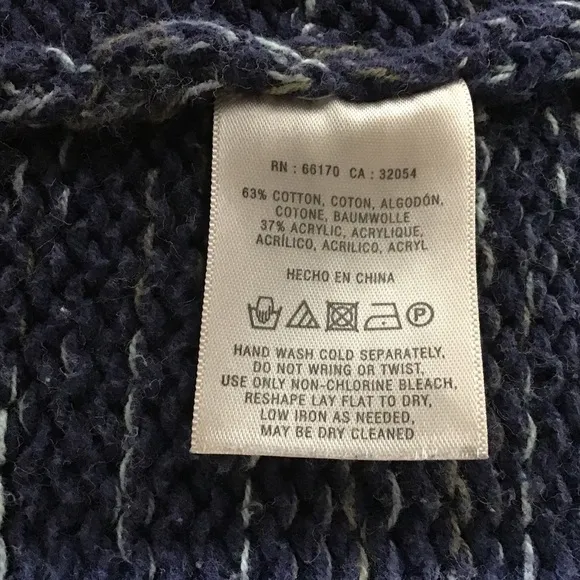 RN : 66170 CA : 32054
63% COTTON, COTON, ALGODÓN,
COTONE, BAUMWOLLE
37% ACRYLIC, ACRYLIQUE,
ACRÍLICO, ACRILICO, ACRYL
HECHO EN CHINA
P
HAND WASH COLD SEPARATELY,
DO NOT WRING OR TWIST,
USE ONLY NON-CHLORINE BLEACH,
RESHAPE LAY FLAT TO DRY,
LOW IRON AS NEEDED,
MAY BE DRY CLEANED